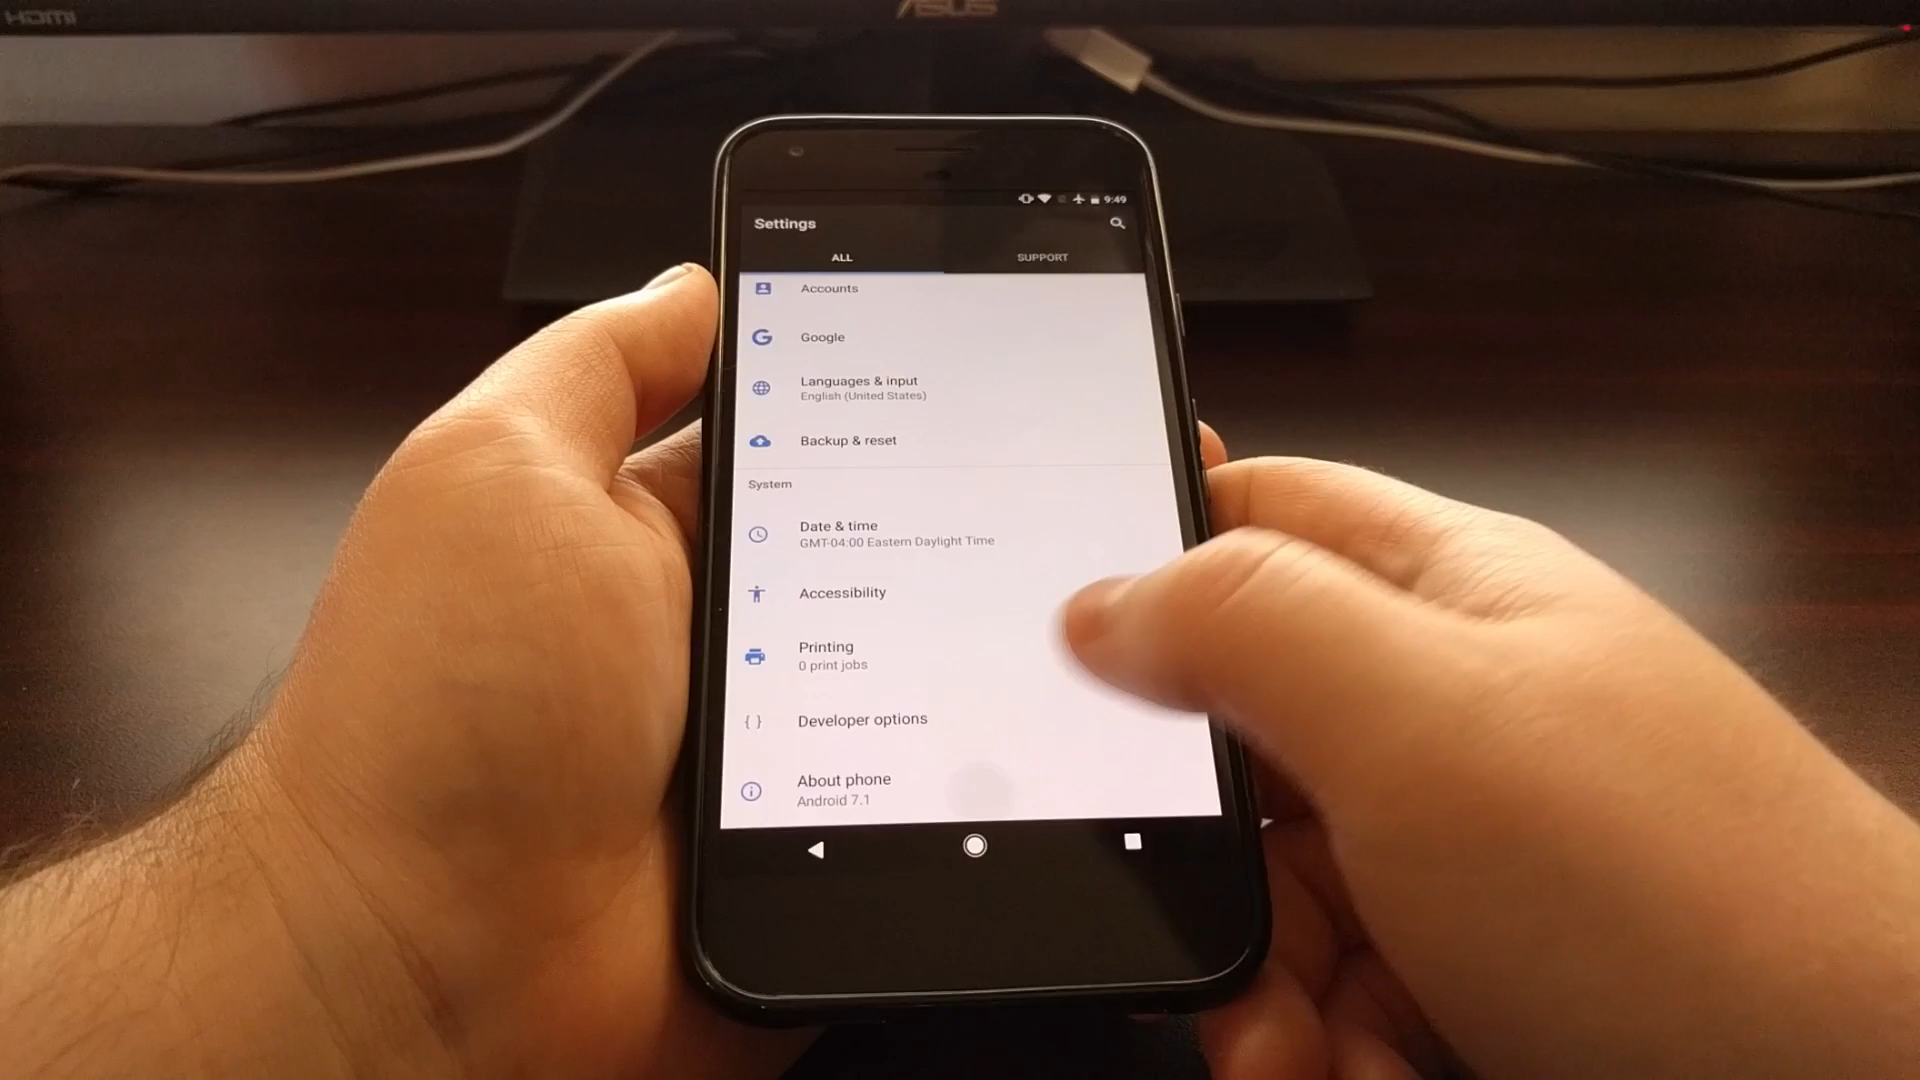 HDMI
ASUS
9:49
Settings
ALL
SUPPORT
Accounts
Google
Languages & input
English (United States)
Backup & reset
System
Date & time
GMT-04:00 Eastern Daylight Time
Accessibility
Printing
0 print jobs
{ } Developer options
About phone
Android 7.1